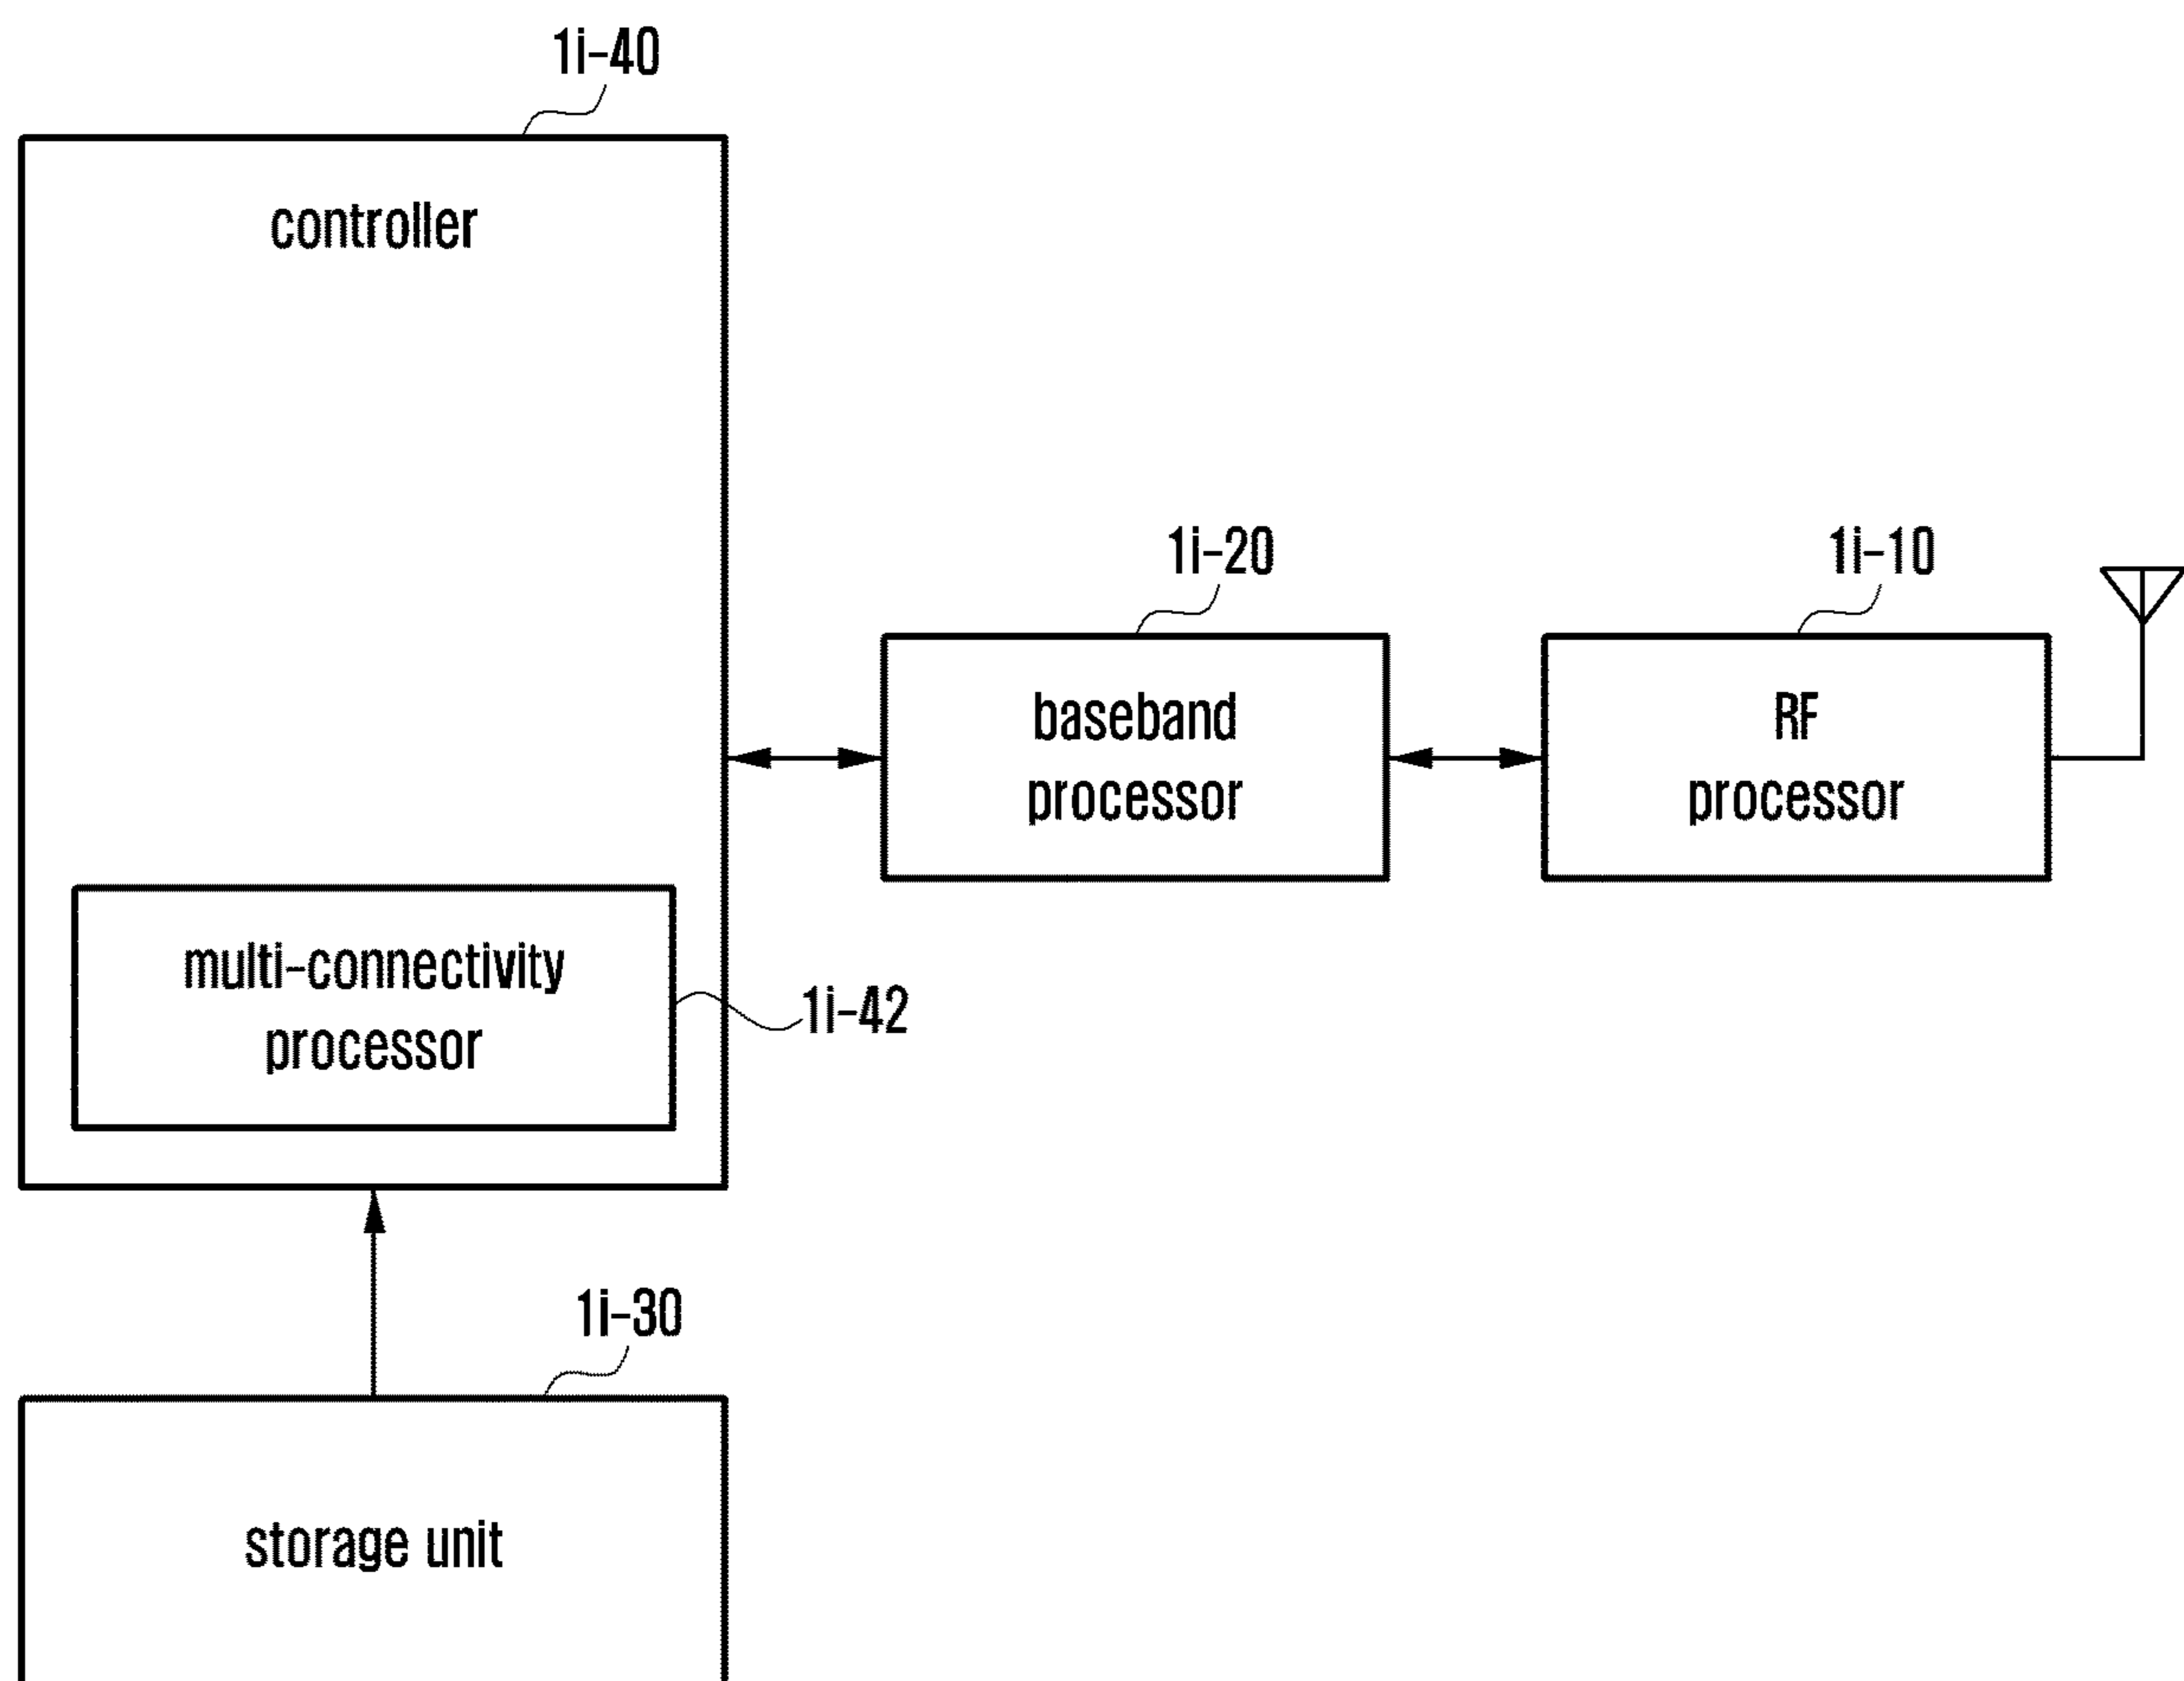 1i-40
controller
1i-20
1i-10
baseband
processor
RF
processor
multi-connectivity
processor
1i-42
1i-30
storage unit